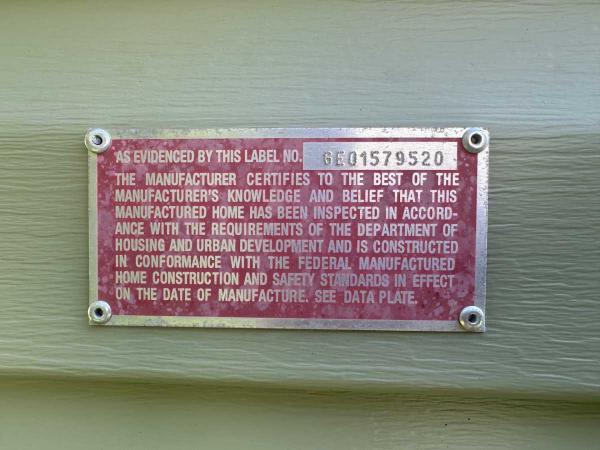 AS EVIDENCED BY THIS LABEL NO. GEO1579520
THE MANUFACTURER CERTIFIES TO THE BEST OF THE
MANUFACTURER'S KNOWLEDGE AND BELIEF THAT THIS
MANUFACTURED HOME HAS BEEN INSPECTED IN ACCORD-
ANCE WITH THE REQUIREMENTS OF THE DEPARTMENT OF
HOUSING AND URBAN DEVELOPMENT AND IS CONSTRUCTED
IN CONFORMANCE WITH THE FEDERAL MANUFACTURED
HOME CONSTRUCTION AND SAFETY STANDARDS IN EFFECT
ON THE DATE OF MANUFACTURE. SEE DATA PLATE.